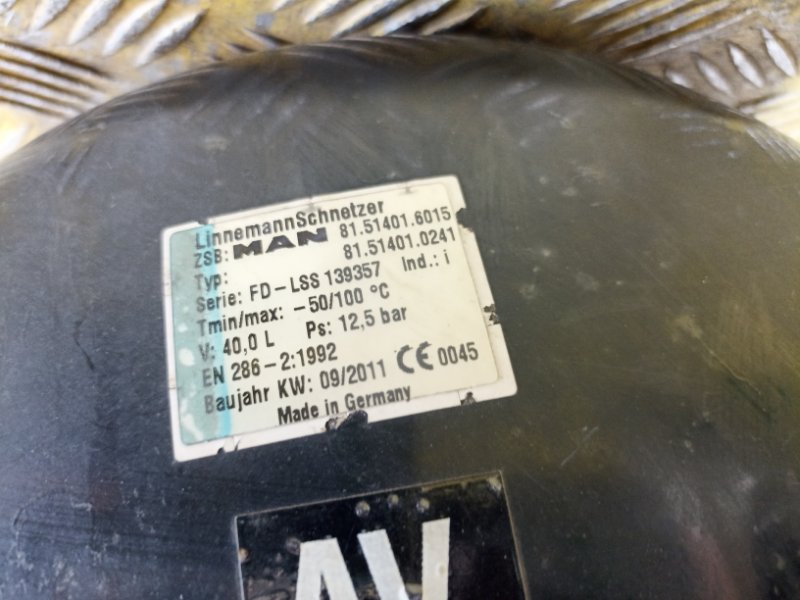 LinnemannSchnetzer
ZSB: MAN 81.51401.6015
Typ: 81.51401.0241
Serie: FD-LSS 139357 Ind.: i
Tmin/max: -50/100 °C
V: 40,0 L Ps: 12,5 bar
EN 286-2:1992
Baujahr KW: 09/2011 CE 0045
Made in Germany
AV